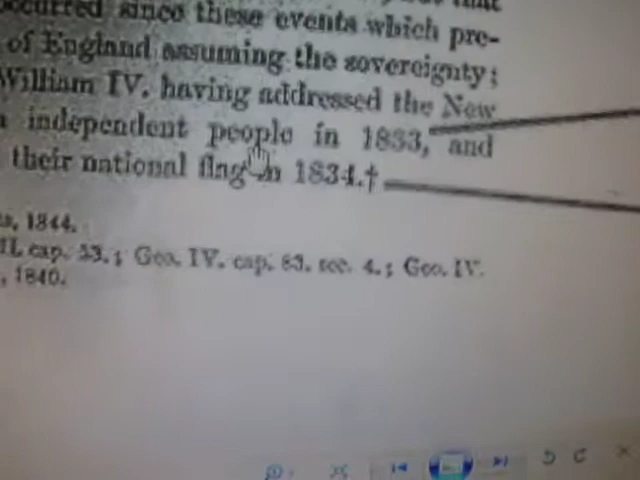 occurred since these events which pre-
of England assuming the sovereignty;
William IV. having addressed the New
independent people in 1833, and
their national flag in 1834.†
1844.
cap. 53.; Geo. IV. cap. 83. sec. 4.; Geo. IV.
, 1840.